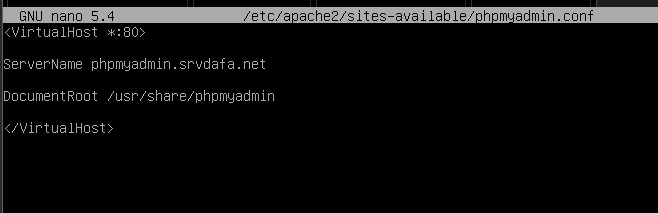 GNU nano 5.4 /etc/apache2/sites-available/phpmyadmin.conf
<VirtualHost *:80>
ServerName phpmyadmin.srvdafa.net
DocumentRoot /usr/share/phpmyadmin
</VirtualHost>